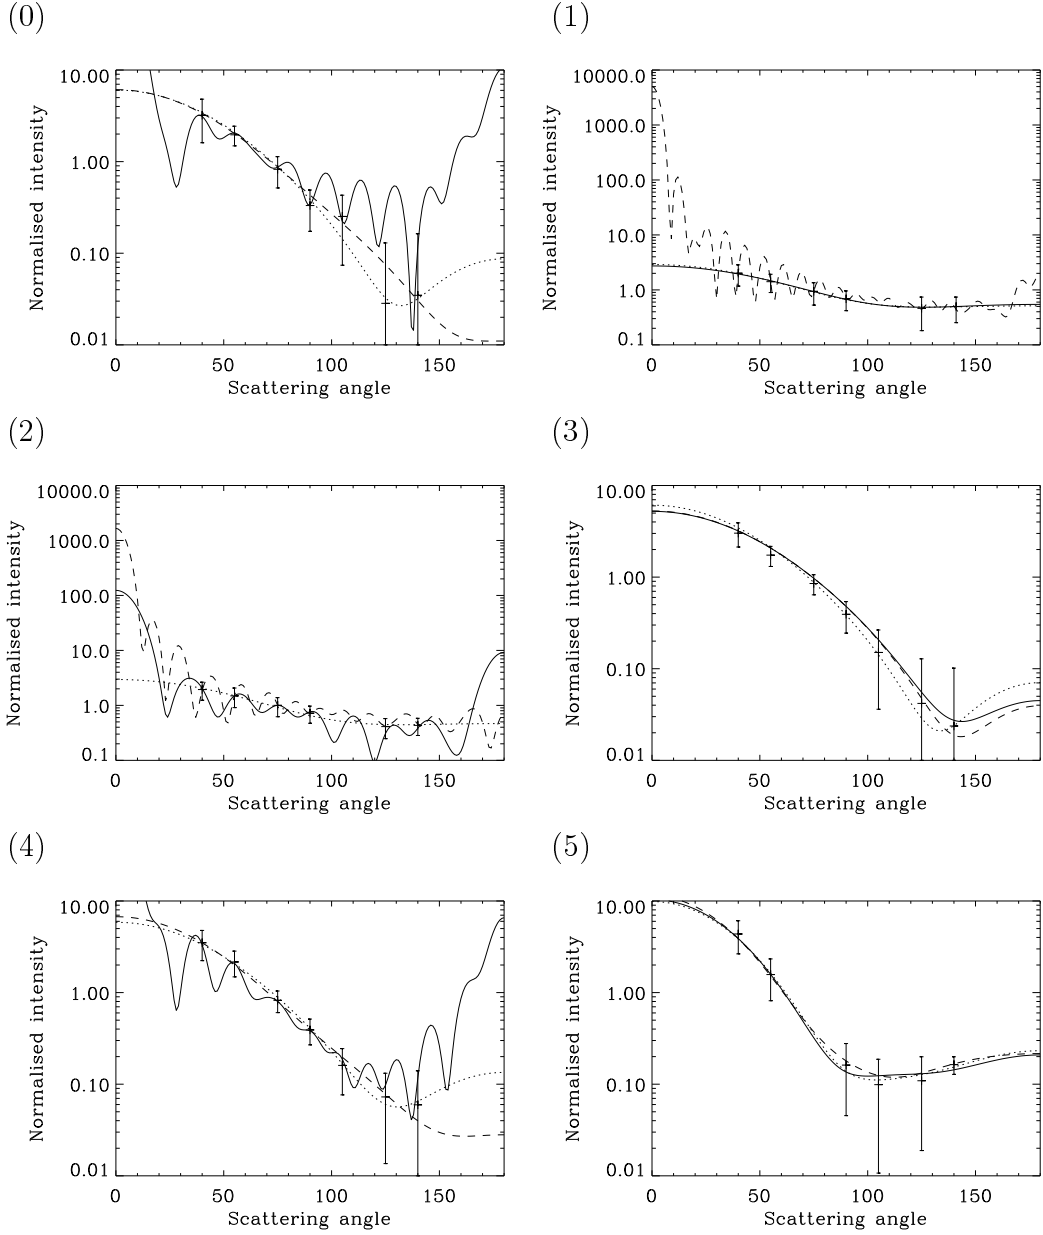 (0) (1)
10.00 10000.0
1000.0
1.00 100.0
10.0
0.10 1.0
0.01 0.1
0 50 100 150 0 50 100 150
Scattering angle Scattering angle
Normalised intensity Normalised intensity
(2) (3)
10000.0 10.00
1000.0
100.0 1.00
10.0
1.0 0.10
0.1 0.01
0 50 100 150 0 50 100 150
Scattering angle Scattering angle
Normalised intensity Normalised intensity
(4) (5)
10.00 10.00
1.00 1.00
0.10 0.10
0.01 0.01
0 50 100 150 0 50 100 150
Scattering angle Scattering angle
Normalised intensity Normalised intensity